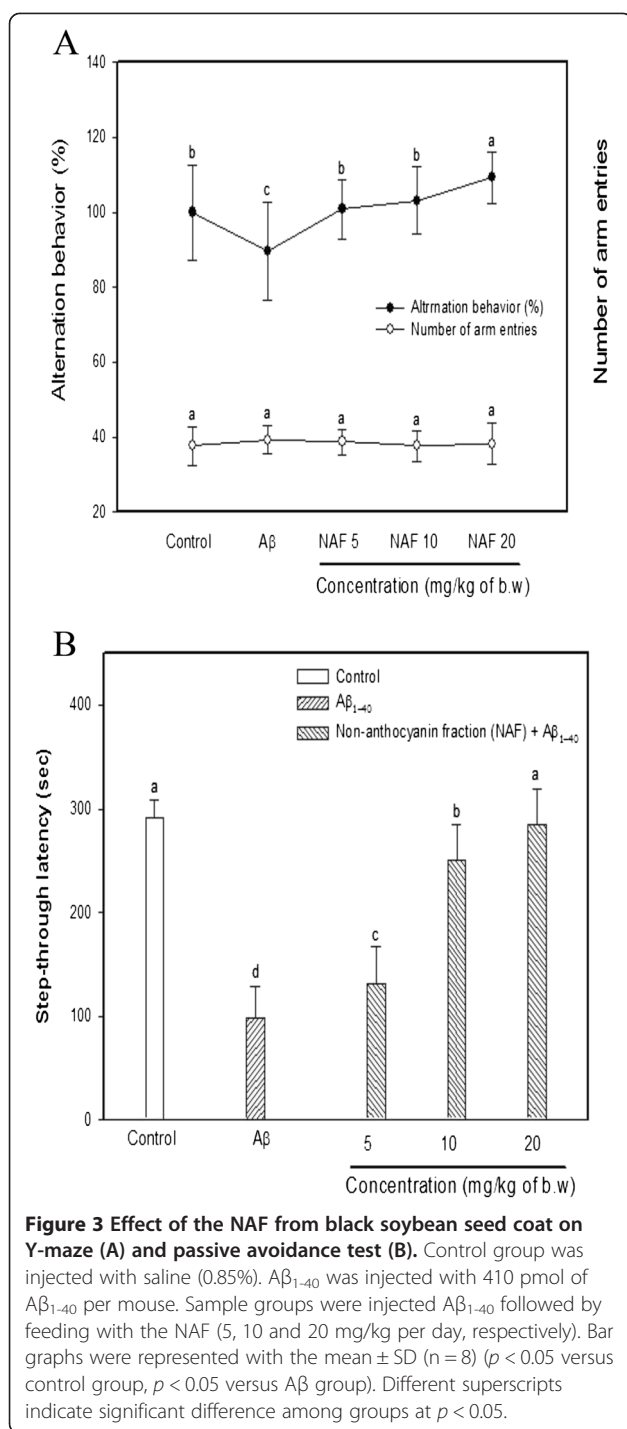 A
140
120
100
80
60
40
20
Alternation behavior (%)
Number of arm entries
b
c
b
b
a
Altrrnation behavior (%)
Number of arm entries
a
a
a
a
a
Control Aβ NAF 5 NAF 10 NAF 20
Concentration (mg/kg of b.w)
B
400
300
200
100
0
Step-through latency (sec)
Control
Aβ1–40
Non-anthocyanin fraction (NAF) + Aβ1–40
a
d
c
b
a
Control Aβ 5 10 20
Concentration (mg/kg of b.w)
Figure 3 Effect of the NAF from black soybean seed coat on
Y-maze (A) and passive avoidance test (B). Control group was
injected with saline (0.85%). Aβ1-40 was injected with 410 pmol of
Aβ1-40 per mouse. Sample groups were injected Aβ1-40 followed by
feeding with the NAF (5, 10 and 20 mg/kg per day, respectively). Bar
graphs were represented with the mean ± SD (n = 8) (p < 0.05 versus
control group, p < 0.05 versus Aβ group). Different superscripts
indicate significant difference among groups at p < 0.05.